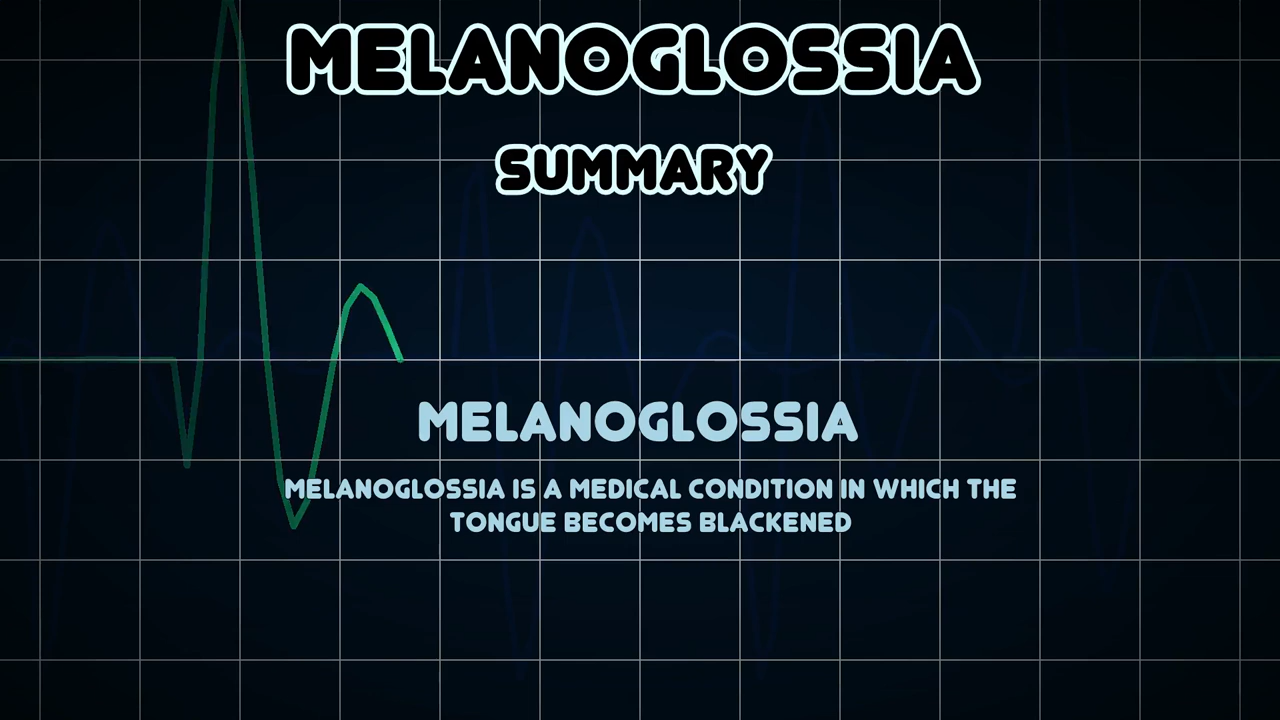 MELANOGLOSSIA
SUMMARY
MELANOGLOSSIA
MELANOGLOSSIA IS A MEDICAL CONDITION IN WHICH THE
TONGUE BECOMES BLACKENED